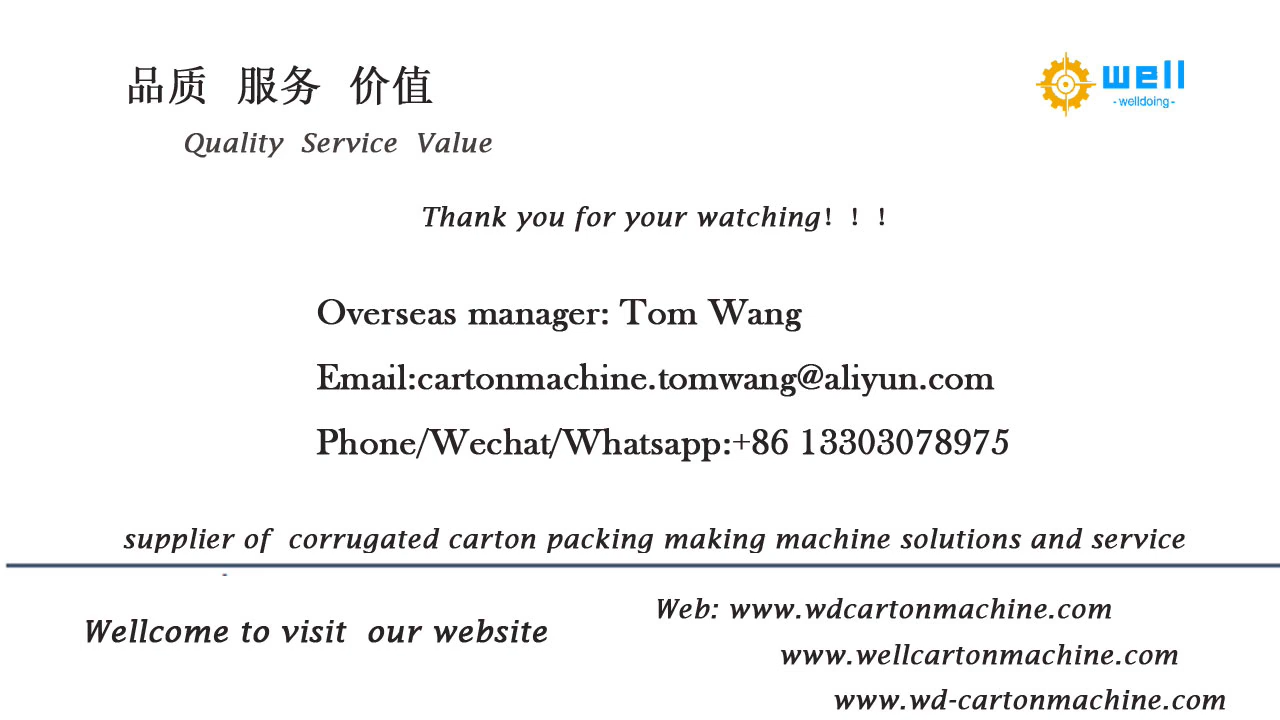 品质 服务 价值
well
-welldoing-
Quality Service Value
Thank you for your watching！！！
Overseas manager: Tom Wang
Email:cartonmachine.tomwang@aliyun.com
Phone/Wechat/Whatsapp:+86 13303078975
supplier of corrugated carton packing making machine solutions and service
Wellcome to visit our website
Web: www.wdcartonmachine.com
www.wellcartonmachine.com
www.wd-cartonmachine.com